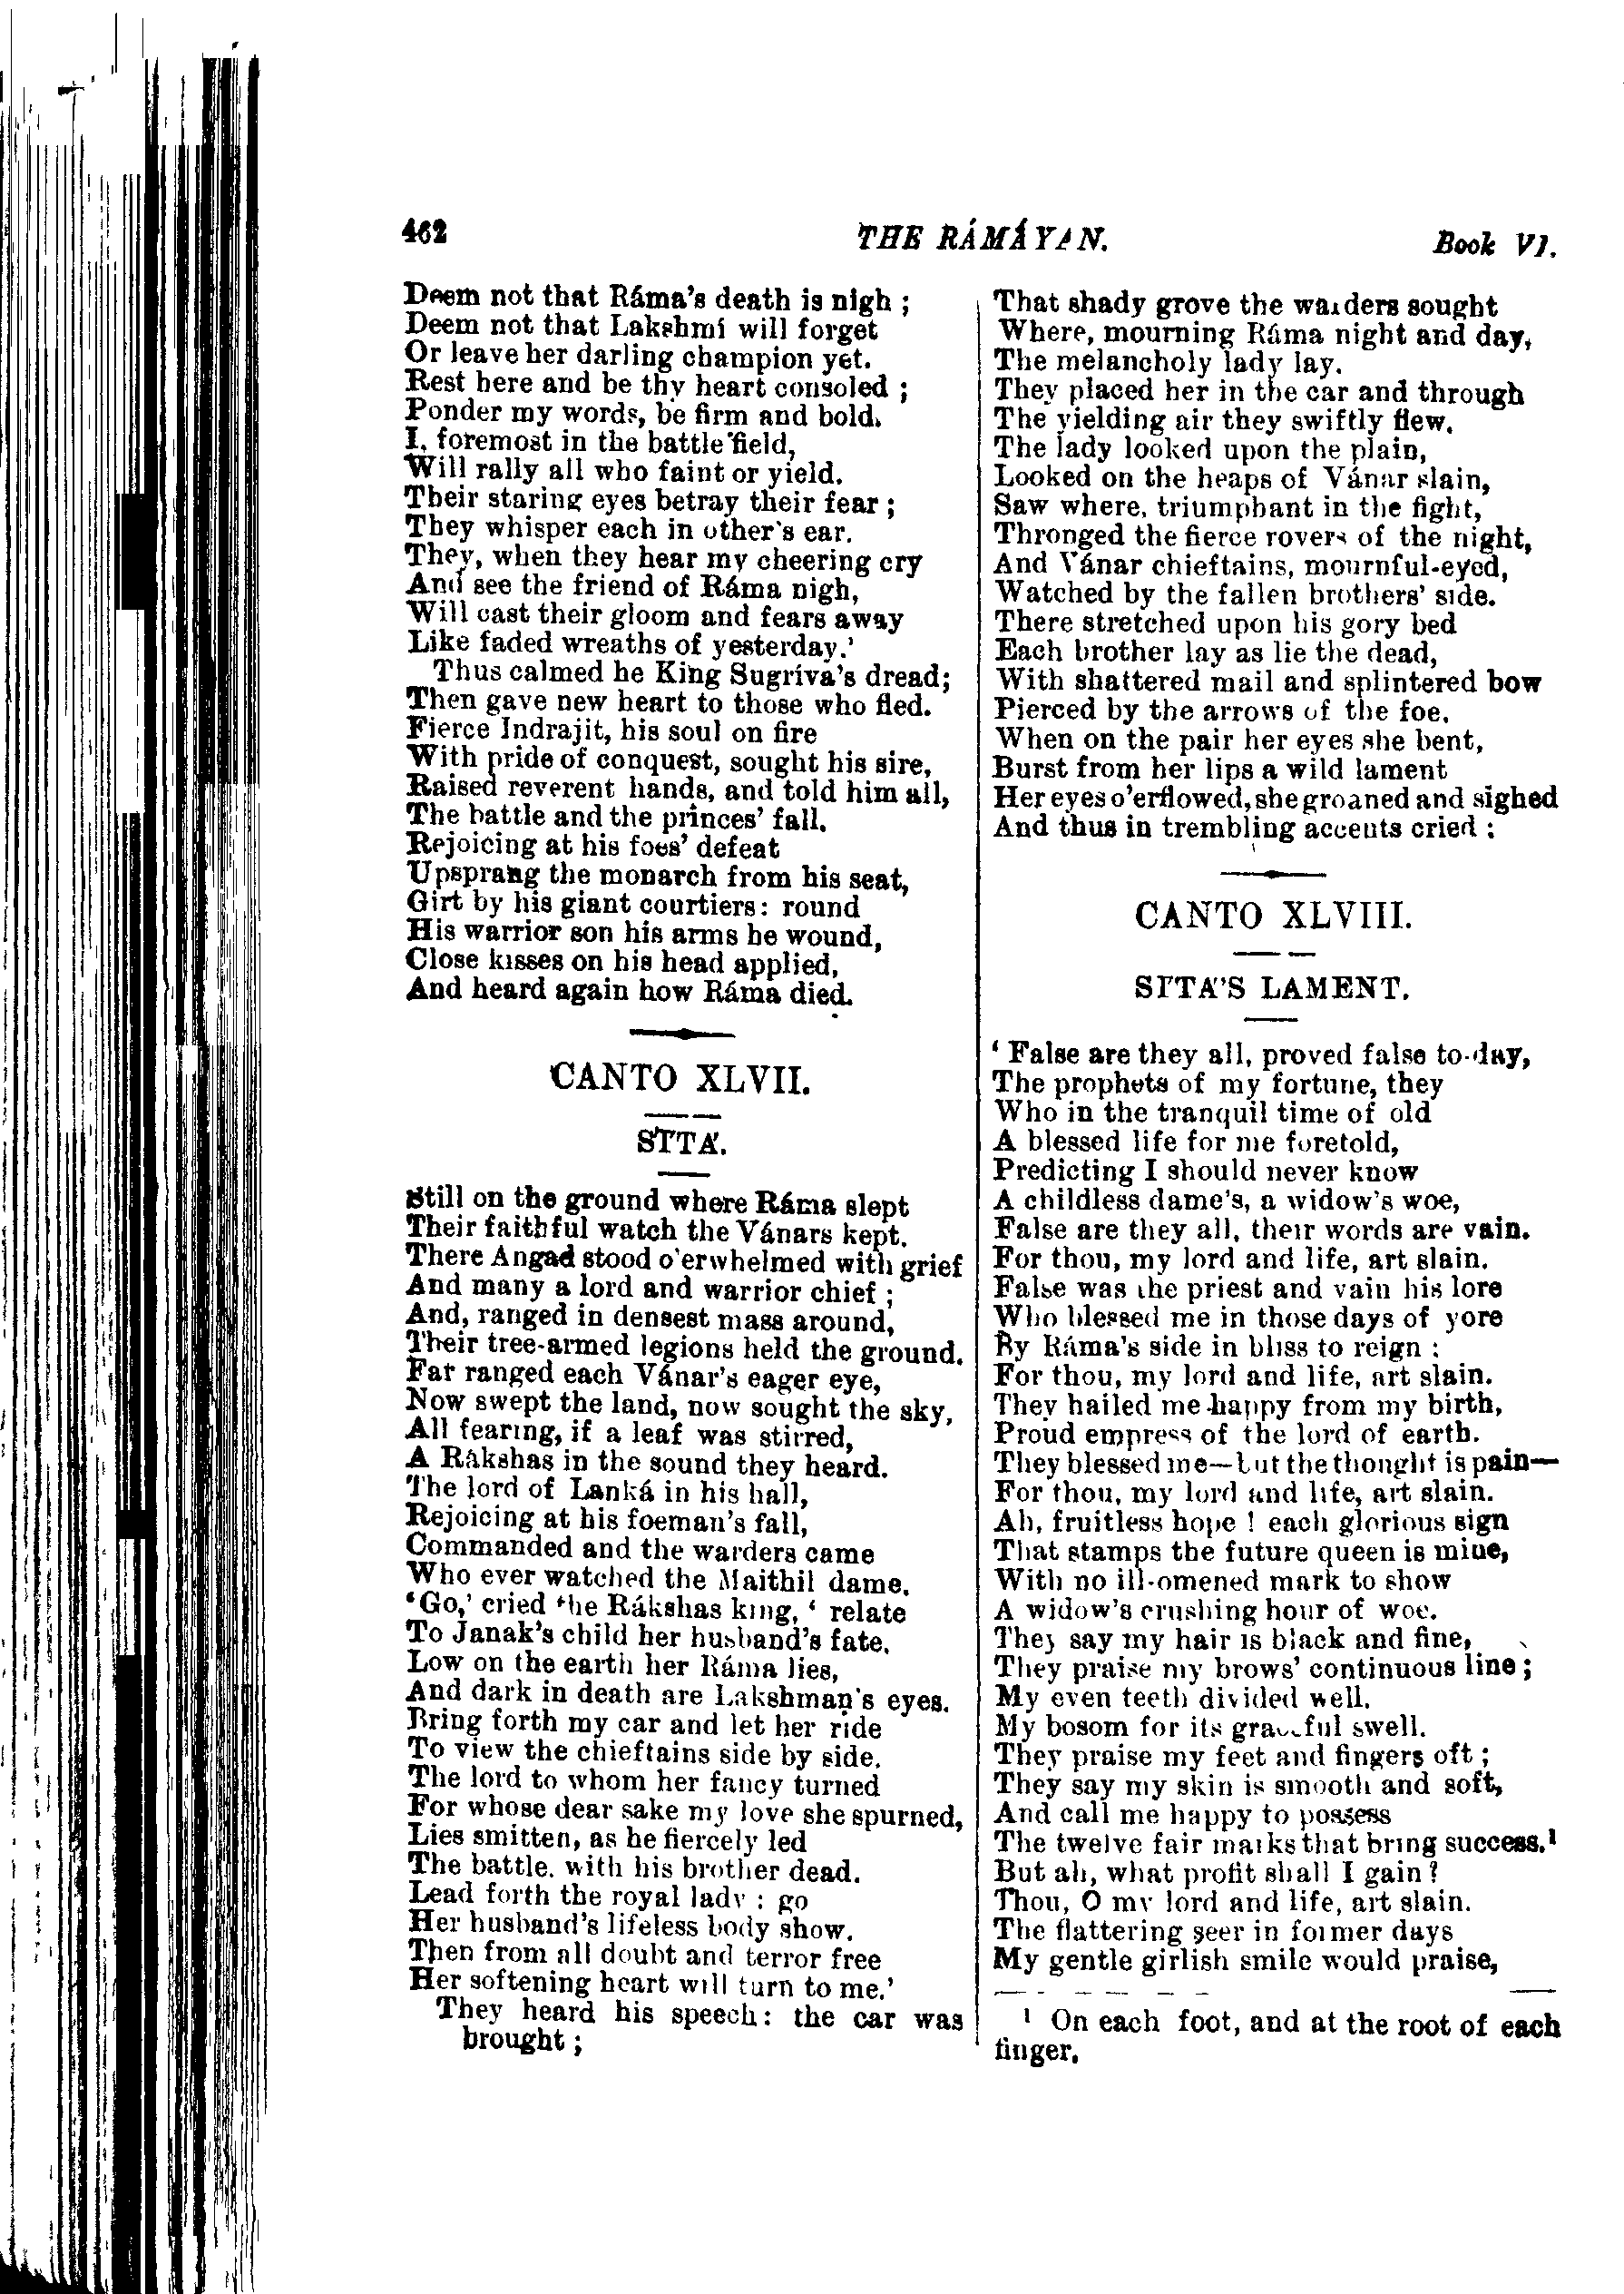 462 THE RÁMÁYAN. Book VI.
Deem not that Ráma's death is nigh ;
Deem not that Lakshmí will forget
Or leave her darling champion yet.
Rest here and be thy heart consoled ;
Ponder my words, be firm and bold.
I, foremost in the battle field,
Will rally all who faint or yield.
Their staring eyes betray their fear ;
They whisper each in other's ear.
They, when they hear my cheering cry
And see the friend of Ráma nigh,
Will cast their gloom and fears away
Like faded wreaths of yesterday.'
Thus calmed he King Sugríva's dread;
Then gave new heart to those who fled.
Fierce Indrajit, his soul on fire
With pride of conquest, sought his sire,
Raised reverent hands, and told him all,
The battle and the princes' fall.
Rejoicing at his foes' defeat
Upsprang the monarch from his seat,
Girt by his giant courtiers: round
His warrior son his arms he wound,
Close kisses on his head applied,
And heard again how Ráma died.
CANTO XLVII.
SÍTÁ.
Still on the ground where Ráma slept
Their faithful watch the Vánars kept.
There Angad stood o'erwhelmed with grief
And many a lord and warrior chief ;
And, ranged in densest mass around,
Their tree-armed legions held the ground.
Far ranged each Vánar's eager eye,
Now swept the land, now sought the sky,
All fearing, if a leaf was stirred,
A Rákshas in the sound they heard.
The lord of Lanká in his hall,
Rejoicing at his foeman's fall,
Commanded and the warders came
Who ever watched the Maithil dame.
'Go,' cried the Rákshas king, ' relate
To Janak's child her husband's fate.
Low on the earth her Ráma lies,
And dark in death are Lakshmaṇ's eyes.
Bring forth my car and let her ride
To view the chieftains side by side.
The lord to whom her fancy turned
For whose dear sake my love she spurned,
Lies smitten, as he fiercely led
The battle, with his brother dead.
Lead forth the royal lady : go
Her husband's lifeless body show.
Then from all doubt and terror free
Her softening heart will turn to me.'
They heard his speech: the car was
brought ;
That shady grove the warders sought
Where, mourning Ráma night and day,
The melancholy lady lay.
They placed her in the car and through
The yielding air they swiftly flew.
The lady looked upon the plain,
Looked on the heaps of Vánar slain,
Saw where, triumphant in the fight,
Thronged the fierce rovers of the night,
And Vánar chieftains, mournful-eyed,
Watched by the fallen brothers' side.
There stretched upon his gory bed
Each brother lay as lie the dead,
With shattered mail and splintered bow
Pierced by the arrows of the foe.
When on the pair her eyes she bent,
Burst from her lips a wild lament
Her eyes o'erflowed, she groaned and sighed
And thus in trembling accents cried :
CANTO XLVIII.
SÍTÁ'S LAMENT.
' False are they all, proved false to-day,
The prophets of my fortune, they
Who in the tranquil time of old
A blessed life for me foretold,
Predicting I should never know
A childless dame's, a widow's woe,
False are they all, their words are vain.
For thou, my lord and life, art slain.
False was the priest and vain his lore
Who blessed me in those days of yore
By Ráma's side in bliss to reign :
For thou, my lord and life, art slain.
They hailed me happy from my birth,
Proud empress of the lord of earth.
They blessed me—but the thought is pain—
For thou, my lord and life, art slain.
Ah, fruitless hope ! each glorious sign
That stamps the future queen is mine,
With no ill-omened mark to show
A widow's crushing hour of woe.
They say my hair is black and fine,
They praise my brows' continuous line ;
My even teeth divided well,
My bosom for its graceful swell.
They praise my feet and fingers oft ;
They say my skin is smooth and soft,
And call me happy to possess
The twelve fair marks that bring success.¹
But ah, what profit shall I gain ?
Thou, O my lord and life, art slain.
The flattering seer in former days
My gentle girlish smile would praise,
¹ On each foot, and at the root of each
finger.